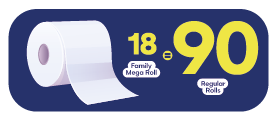 18
Family
Mega Roll
=
90
Regular
Rolls